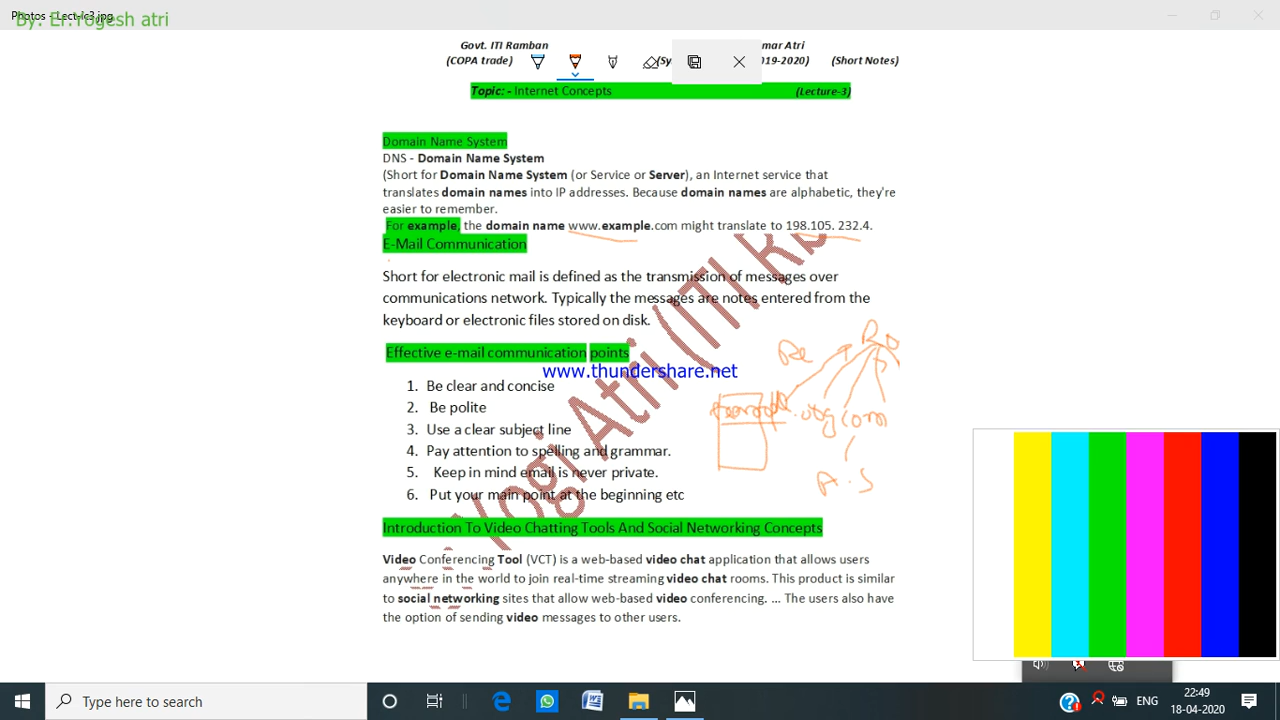 Photos - Lect-Ic3.jpg
By: Er.Yogesh atri
Govt. ITI Ramban mar Atri
(COPA trade) (Sy 2019-2020) (Short Notes)
Topic: - Internet Concepts (Lecture-3)
Domain Name System
DNS - Domain Name System
(Short for Domain Name System (or Service or Server), an Internet service that
translates domain names into IP addresses. Because domain names are alphabetic, they're
easier to remember.
For example, the domain name www.example.com might translate to 198.105. 232.4.
E-Mail Communication
Short for electronic mail is defined as the transmission of messages over
communications network. Typically the messages are notes entered from the
keyboard or electronic files stored on disk.
Effective e-mail communication points
www.thundershare.net
1. Be clear and concise
2. Be polite
3. Use a clear subject line
4. Pay attention to spelling and grammar.
5. Keep in mind email is never private.
6. Put your main point at the beginning etc
.org com
A.S
Yogi Atri (ITI
Introduction To Video Chatting Tools And Social Networking Concepts
Video Conferencing Tool (VCT) is a web-based video chat application that allows users
anywhere in the world to join real-time streaming video chat rooms. This product is similar
to social networking sites that allow web-based video conferencing. ... The users also have
the option of sending video messages to other users.
Type here to search
ENG
22:49
18-04-2020